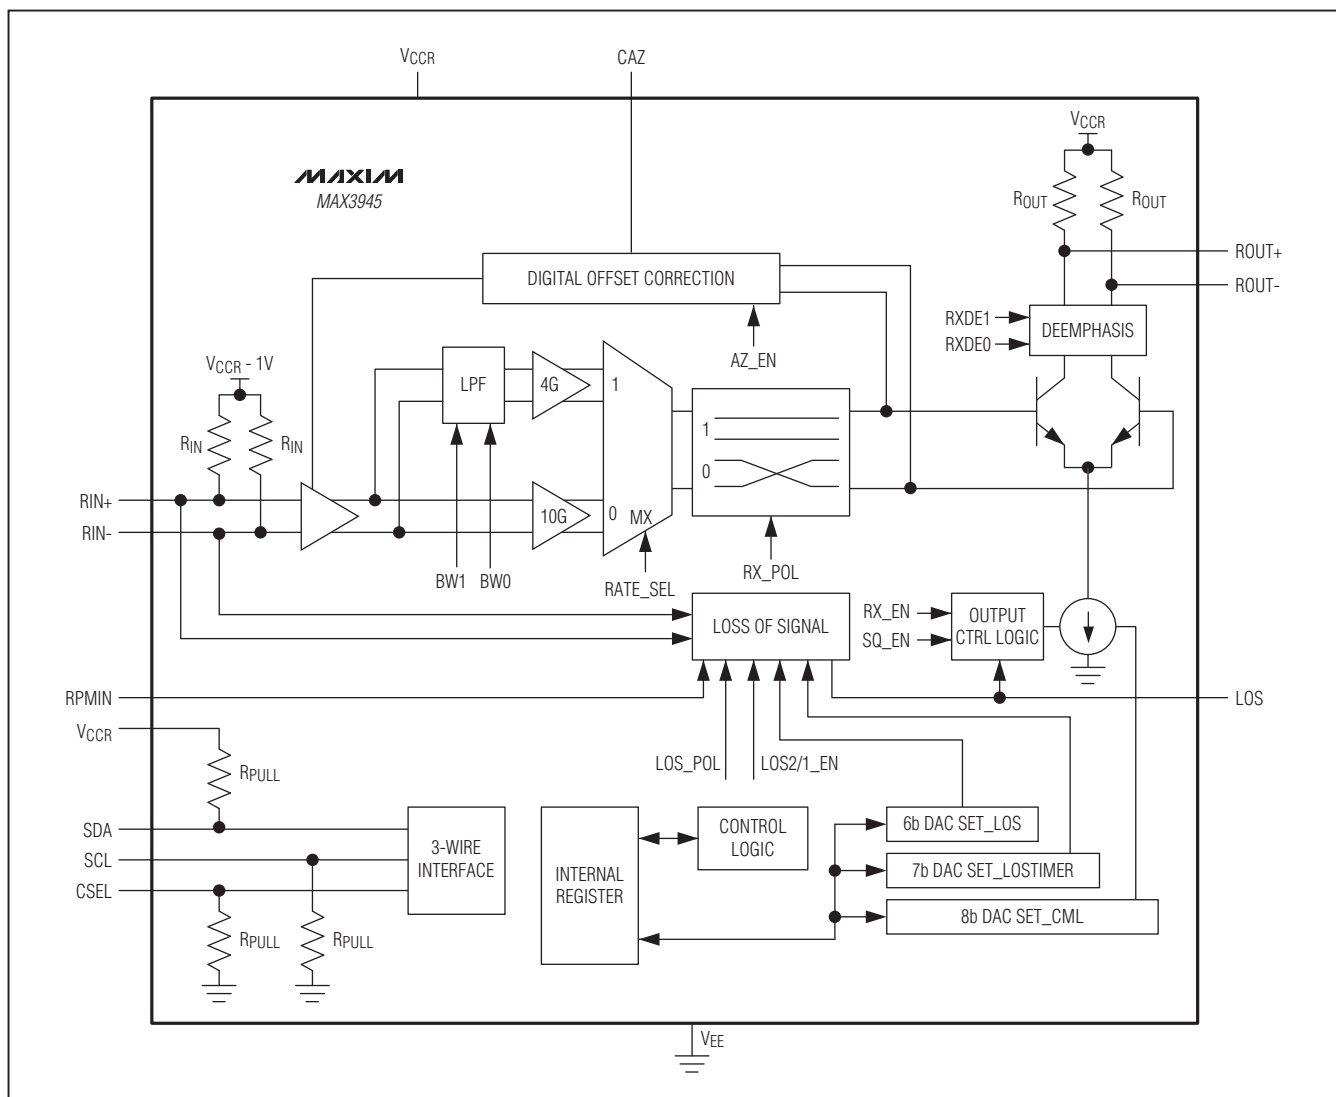 VCCR
CAZ
VCCR
MAXIM
MAX3945
ROUT
ROUT
ROUT+
DIGITAL OFFSET CORRECTION
ROUT-
RXDE1
DEEMPHASIS
RXDE0
AZ_EN
VCCR - 1V
LPF
4G
1
RIN
RIN
1
0
RIN+
10G
0
MX
RIN-
BW1
BW0
RATE_SEL
RX_POL
LOSS OF SIGNAL
RX_EN
SQ_EN
OUTPUT
CTRL LOGIC
RPMIN
LOS
VCCR
LOS_POL
LOS2/1_EN
RPULL
SDA
SCL
CSEL
3-WIRE
INTERFACE
INTERNAL
REGISTER
CONTROL
LOGIC
6b DAC SET_LOS
7b DAC SET_LOSTIMER
8b DAC SET_CML
RPULL
RPULL
VEE